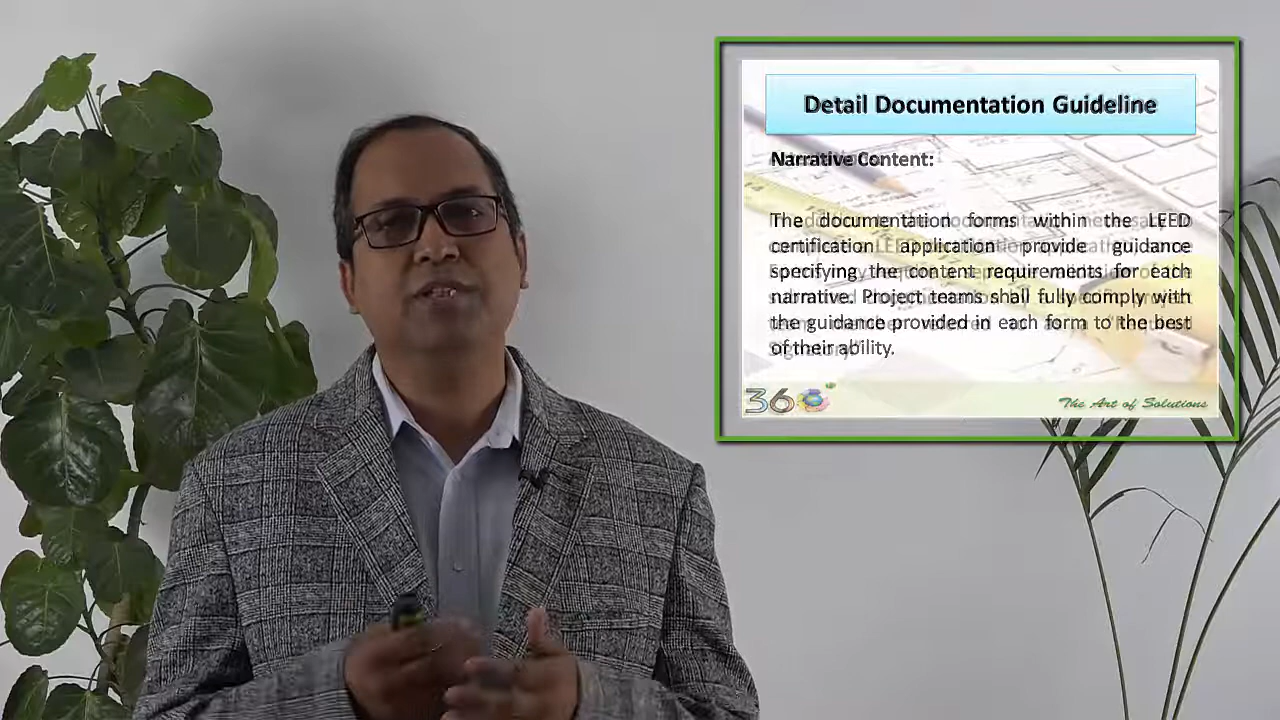 Detail Documentation Guideline
Narrative Content:
The documentation forms within the LEED
certification application provide guidance
specifying the content requirements for each
narrative. Project teams shall fully comply with
the guidance provided in each form to the best
of their ability.
360
The Art of Solutions